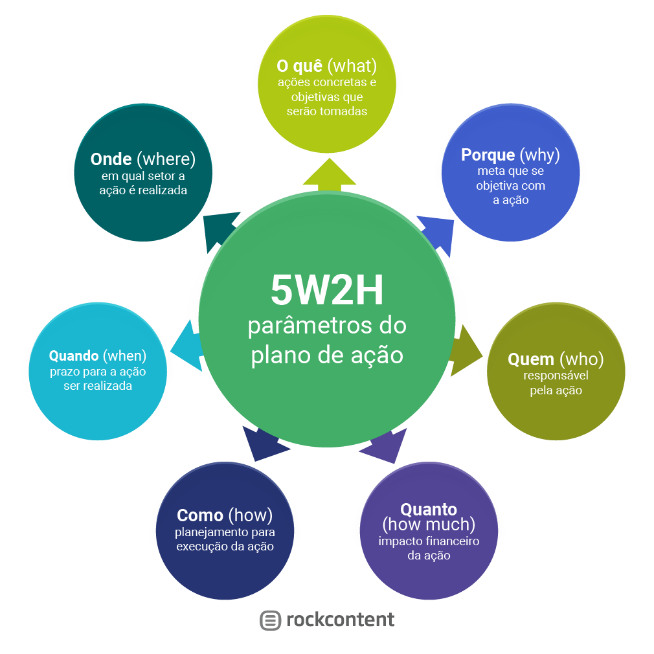 O quê (what)
ações concretas e
objetivas que
serão tomadas
Onde (where)
em qual setor a
ação é realizada
Porque (why)
meta que se
objetiva com
a ação
5W2H
parâmetros do
plano de ação
Quando (when)
prazo para a ação
ser realizada
Quem (who)
responsável
pela ação
Como (how)
planejamento para
execução da ação
Quanto
(how much)
impacto financeiro
da ação
rockcontent